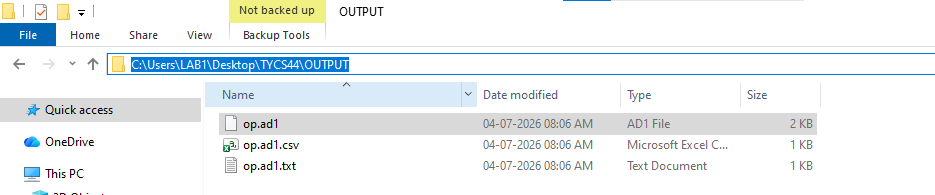 Not backed up OUTPUT
File Home Share View Backup Tools
C:\Users\LAB1\Desktop\TYCS44\OUTPUT
Name Date modified Type Size
Quick access
op.ad1 04-07-2026 08:06 AM AD1 File 2 KB
OneDrive
op.ad1.csv 04-07-2026 08:06 AM Microsoft Excel C... 1 KB
op.ad1.txt 04-07-2026 08:06 AM Text Document 1 KB
This PC